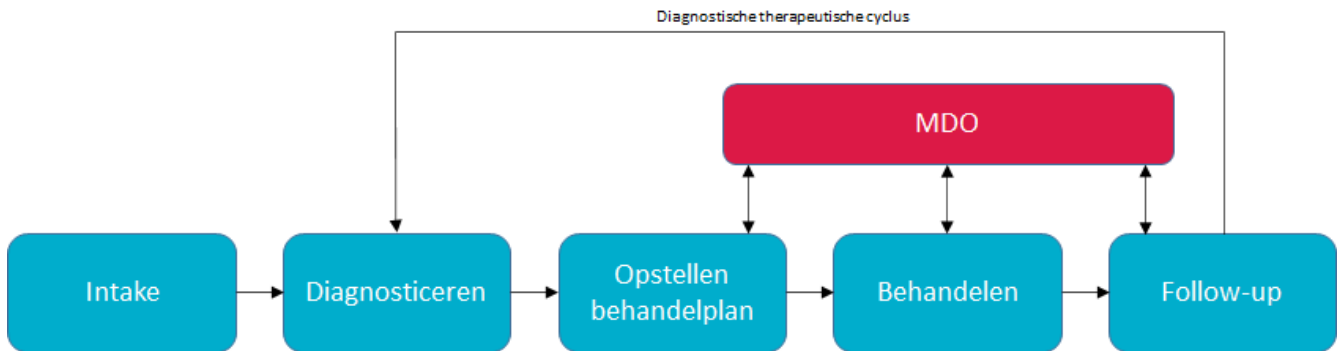 Diagnostische therapeutische cyclus
MDO
Intake
Diagnosticeren
Opstellen
behandelplan
Behandelen
Follow-up